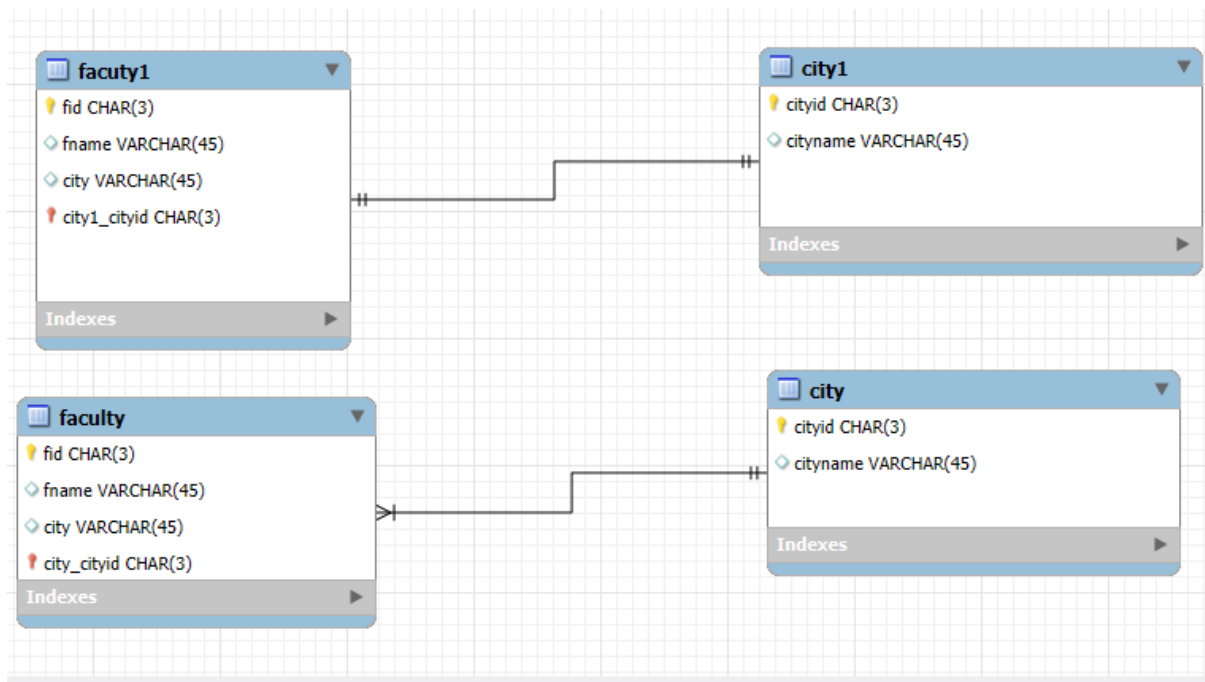 facuty1
fid CHAR(3)
fname VARCHAR(45)
city VARCHAR(45)
city1_cityid CHAR(3)
Indexes
city1
cityid CHAR(3)
cityname VARCHAR(45)
Indexes
faculty
fid CHAR(3)
fname VARCHAR(45)
city VARCHAR(45)
city_cityid CHAR(3)
Indexes
city
cityid CHAR(3)
cityname VARCHAR(45)
Indexes